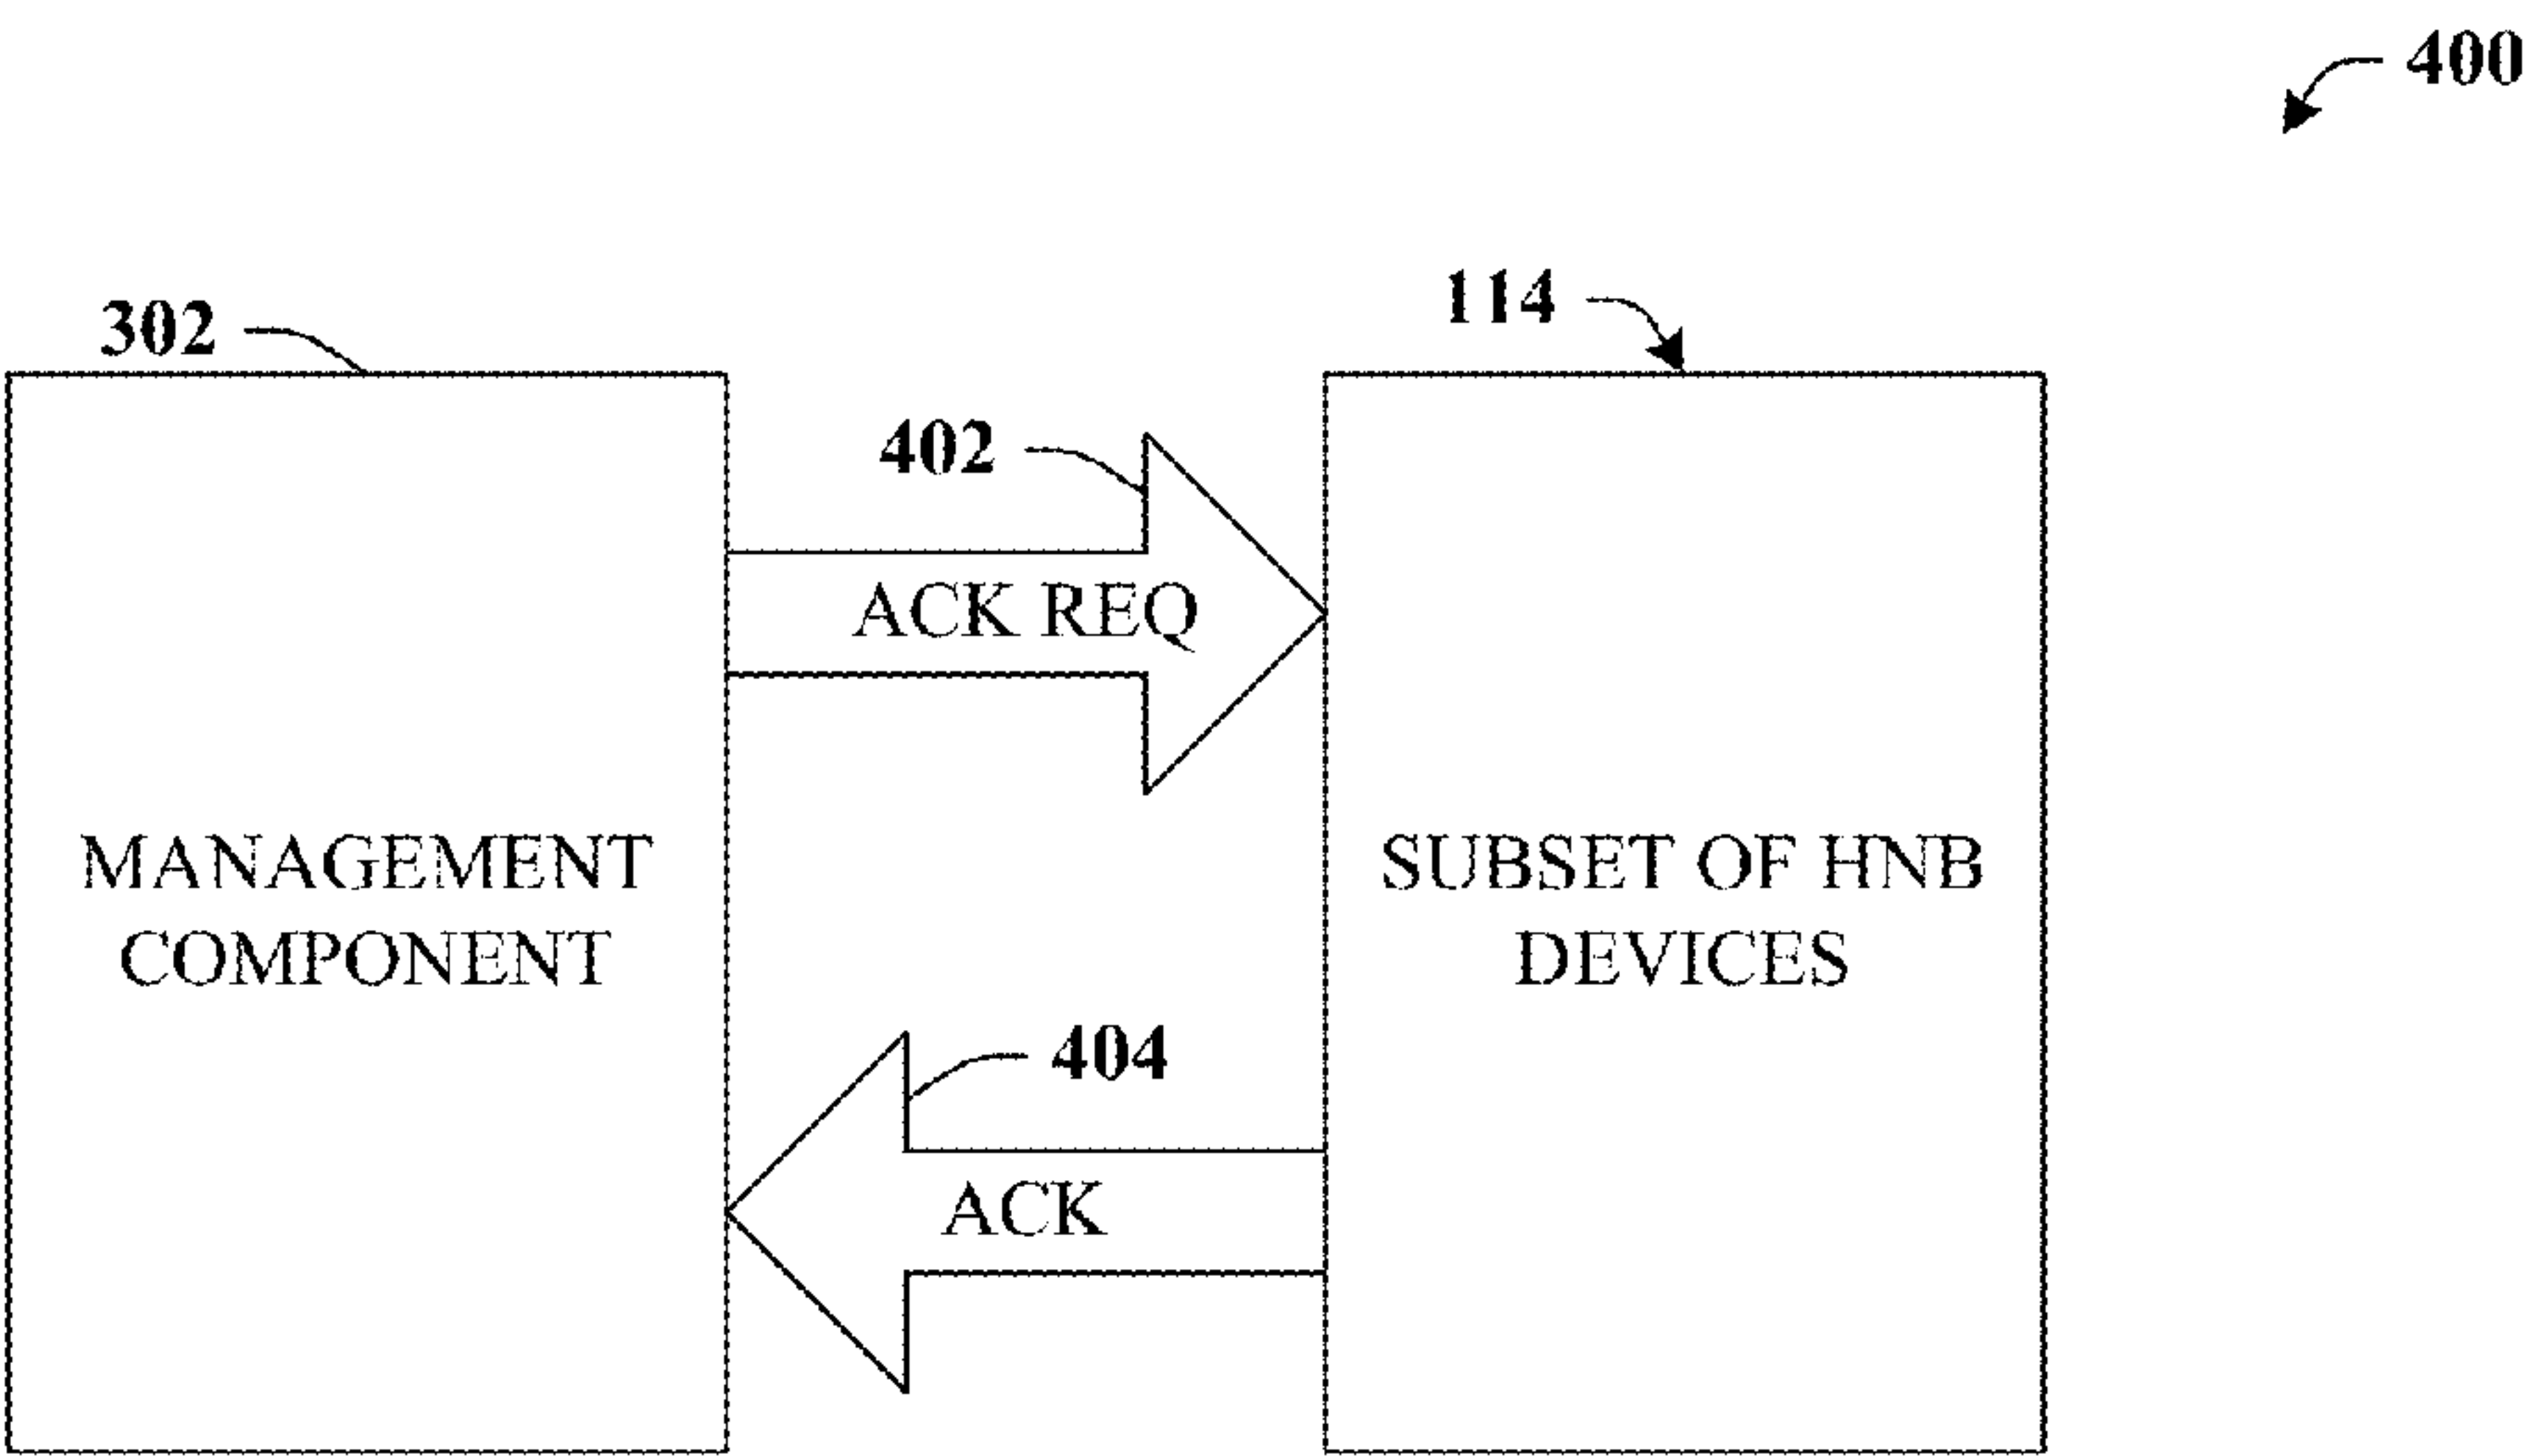 400
302
114
402
ACK REQ
MANAGEMENT
COMPONENT
SUBSET OF HNB
DEVICES
404
ACK